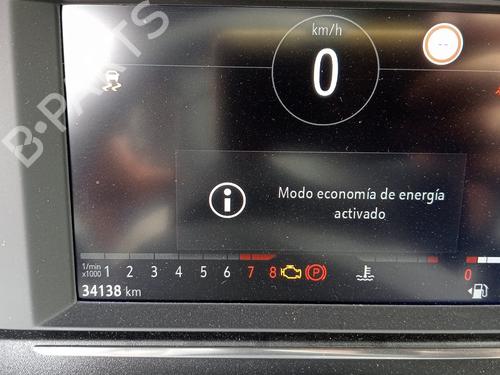 km/h
0
--
B-PARTS
i
Modo economía de energía
activado
1/min
x1000 1 2 3 4 5 6 7 8 P 0
34138 km